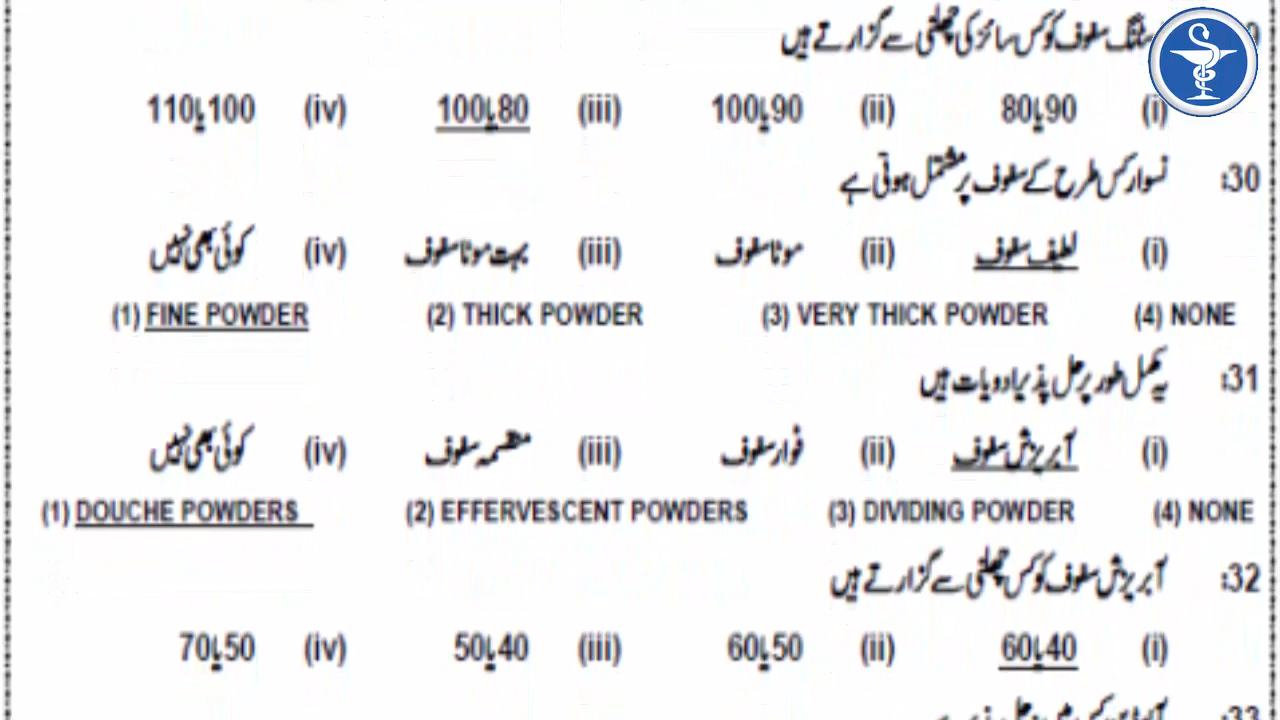 سلوف کو کس سائز کی چھلنی سے گزارتے ہیں
(i) 80یا90 (ii) 100یا90 (iii) 100یا80 (iv) 110یا100
30: نسوار کس طرح کے سفوف پر مشتمل ہوتی ہے
(i) لطیف سفوف (ii) موٹا سفوف (iii) بہت موٹا سفوف (iv) کوئی بھی نہیں
(1) FINE POWDER (2) THICK POWDER (3) VERY THICK POWDER (4) NONE
31: یہ مکمل طور پر حل پذیر ادویات ہیں
(i) آبریزش سفوف (ii) فوار سفوف (iii) منقسمہ سفوف (iv) کوئی بھی نہیں
(1) DOUCHE POWDERS (2) EFFERVESCENT POWDERS (3) DIVIDING POWDER (4) NONE
32: آبریزش سفوف کو کس چھلنی سے گزارتے ہیں
(i) 60یا40 (ii) 60یا50 (iii) 50یا40 (iv) 70یا50